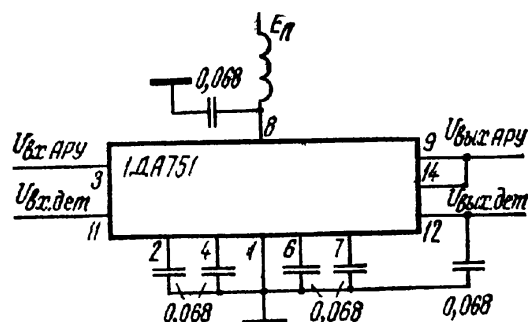 Eп
0,068
8
Uвх АРУ
3
1ДА751
9
Uвых АРУ
14
Uвх.дет
11
Uвых.дет
12
2
4
1
6
7
0,068
0,068
0,068